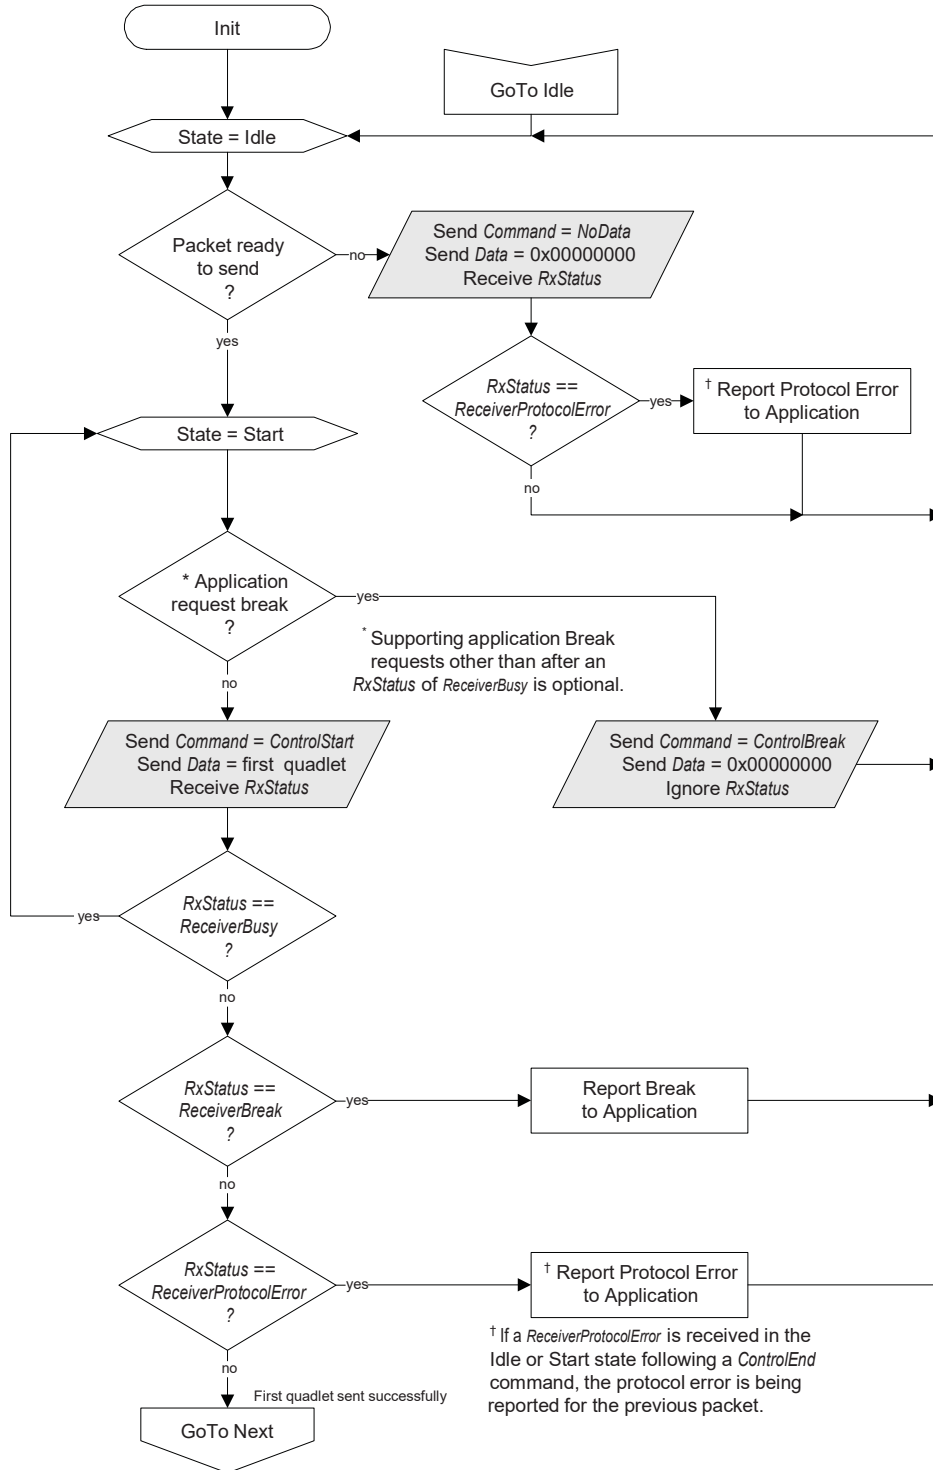 Init
GoTo Idle
State = Idle
Packet ready
to send
?
no
Send Command = NoData
Send Data = 0x00000000
Receive RxStatus
yes
RxStatus ==
ReceiverProtocolError
?
yes
† Report Protocol Error
to Application
no
State = Start
* Application
request break
?
yes
* Supporting application Break
requests other than after an
RxStatus of ReceiverBusy is optional.
no
Send Command = ControlStart
Send Data = first quadlet
Receive RxStatus
Send Command = ControlBreak
Send Data = 0x00000000
Ignore RxStatus
RxStatus ==
ReceiverBusy
?
yes
no
RxStatus ==
ReceiverBreak
?
yes
Report Break
to Application
no
RxStatus ==
ReceiverProtocolError
?
yes
† Report Protocol Error
to Application
† If a ReceiverProtocolError is received in the
Idle or Start state following a ControlEnd
command, the protocol error is being
reported for the previous packet.
no
First quadlet sent successfully
GoTo Next